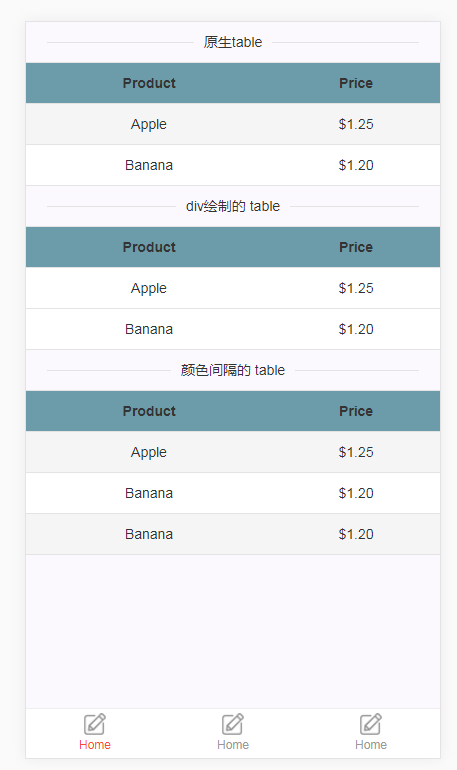 原生table
Product Price
Apple $1.25
Banana $1.20
div绘制的 table
Product Price
Apple $1.25
Banana $1.20
颜色间隔的 table
Product Price
Apple $1.25
Banana $1.20
Banana $1.20
Home Home Home